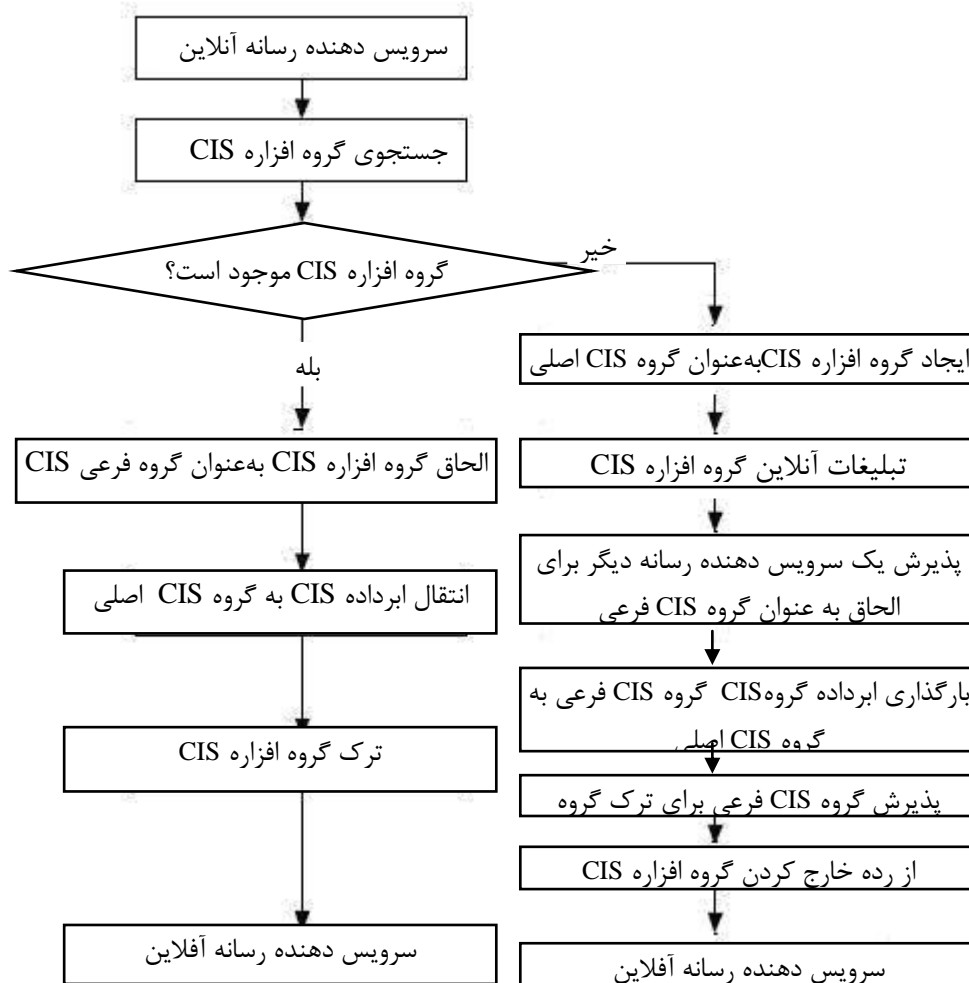 سرویس دهنده رسانه آنلاین
جستجوی گروه افزاره CIS
گروه افزاره CIS موجود است؟
خیر
بله
الحاق گروه افزاره CIS به‌عنوان گروه فرعی CIS
انتقال ابرداده CIS به گروه CIS اصلی
ترک گروه افزاره CIS
سرویس دهنده رسانه آفلاین
ایجاد گروه افزاره CISبه‌عنوان گروه CIS اصلی
تبلیغات آنلاین گروه افزاره CIS
پذیرش یک سرویس دهنده رسانه دیگر برای
الحاق به عنوان گروه CIS فرعی
بارگذاری ابرداده گروهCIS گروه CIS فرعی به
گروه CIS اصلی
پذیرش گروه CIS فرعی برای ترک گروه
از رده خارج کردن گروه افزاره CIS
سرویس دهنده رسانه آفلاین